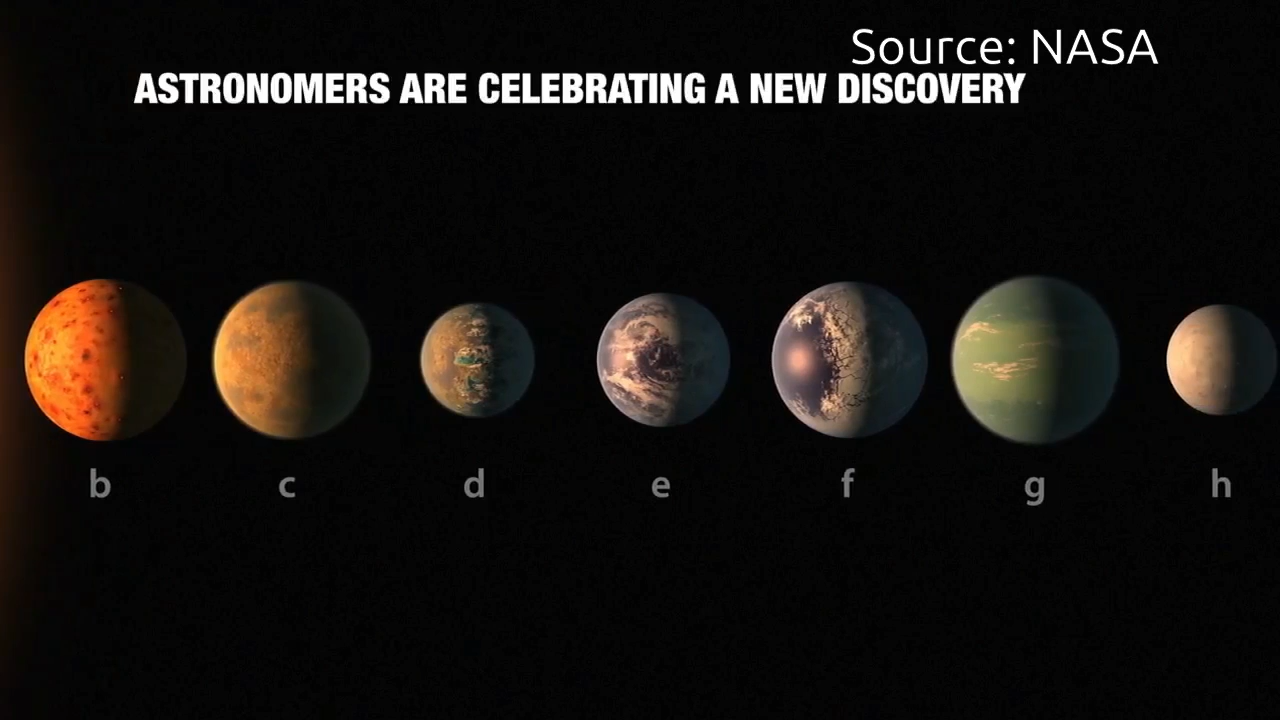 Source: NASA
ASTRONOMERS ARE CELEBRATING A NEW DISCOVERY
b c d e f g h